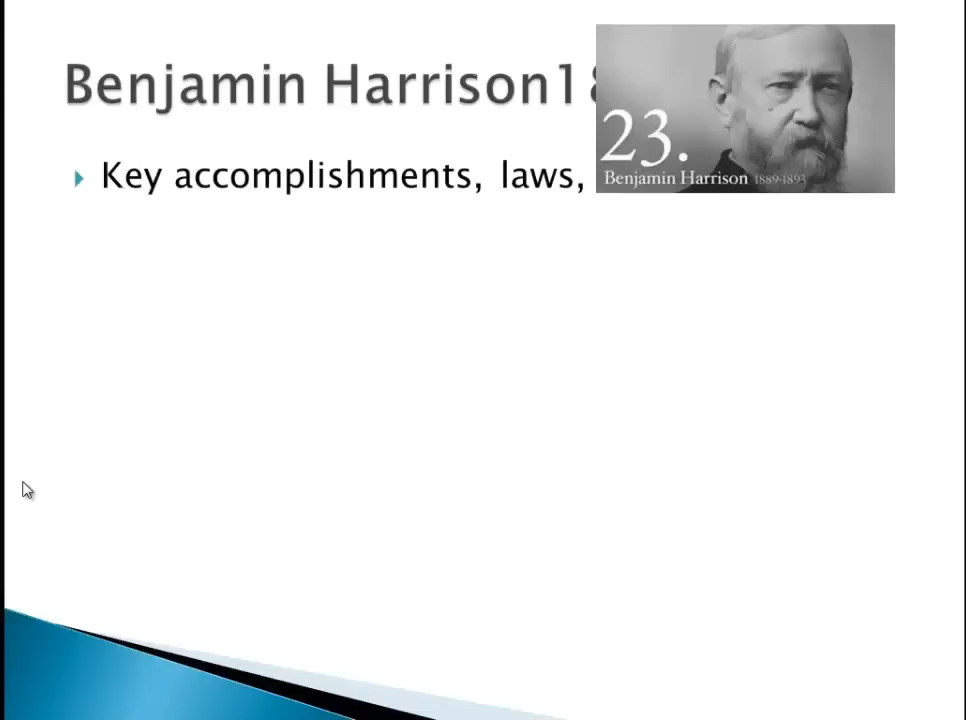 Benjamin Harrison18
Key accomplishments, laws,
23.
Benjamin Harrison 1889-1893